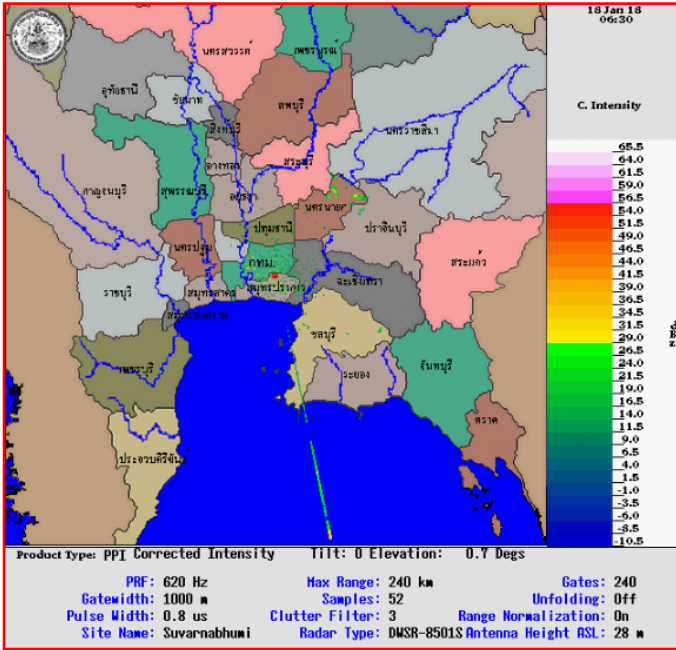 18 Jan 18
06:30
C. Intensity
65.5
64.0
61.5
59.0
56.5
54.0
51.5
49.0
46.5
44.0
41.5
39.0
36.5
34.0
31.5
29.0
26.5
24.0
21.5
19.0
16.5
14.0
11.5
9.0
6.5
4.0
1.5
-1.0
-3.5
-6.0
-8.0
-10.5
นครสวรรค์
เพชรบูรณ์
อุทัยธานี
ชัยนาท
ลพบุรี
สิงห์บุรี
นครราชสีมา
อ่างทอง
สระบุรี
กาญจนบุรี
สุพรรณบุรี
อยุธยา
นครนายก
ปราจีนบุรี
ปทุมธานี
นครปฐม
กทม.
สระแก้ว
ราชบุรี
สมุทรสาคร
สมุทรปราการ
ฉะเชิงเทรา
สมุทรสงคราม
ชลบุรี
เพชรบุรี
ระยอง
จันทบุรี
ตราด
ประจวบคีรีขันธ์
Product Type: PPI Corrected Intensity Tilt: 0 Elevation: 0.7 Degs
PRF: 620 Hz Max Range: 240 km Gates: 240
Gatewidth: 1000 m Samples: 52 Unfolding: Off
Pulse Width: 0.8 us Clutter Filter: 3 Range Normalization: On
Site Name: Suvarnabhumi Radar Type: DWSR-8501S Antenna Height ASL: 28 m